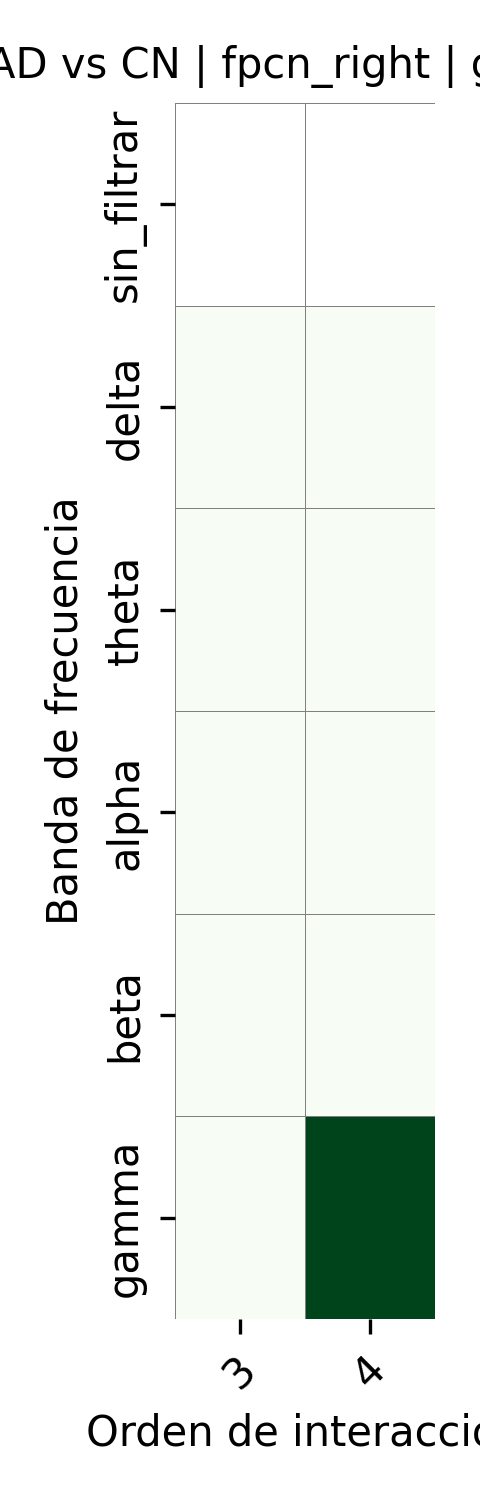 AD vs CN | fpcn_right | g
sin_filtrar
delta
theta
alpha
beta
gamma
Banda de frecuencia
3
4
Orden de interacció